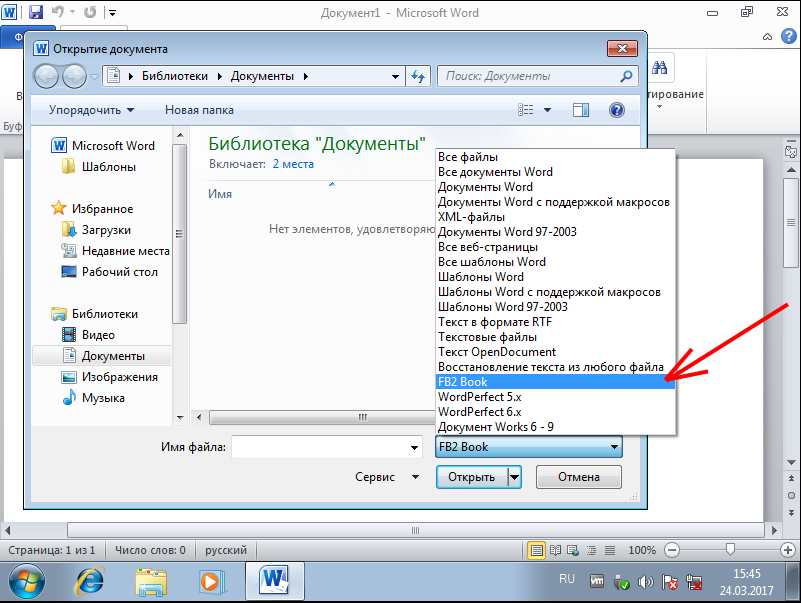 Документ1 - Microsoft Word
Ф
Открытие документа
Библиотеки
Документы
Поиск: Документы
Упорядочить
Новая папка
Microsoft Word
Шаблоны
Избранное
Загрузки
Недавние места
Рабочий стол
Библиотеки
Видео
Документы
Изображения
Музыка
Библиотека "Документы"
Включает: 2 места
Имя
Нет элементов, удовлетворяю
Все файлы
Все документы Word
Документы Word
Документы Word с поддержкой макросов
XML-файлы
Документы Word 97-2003
Все веб-страницы
Все шаблоны Word
Шаблоны Word
Шаблоны Word с поддержкой макросов
Шаблоны Word 97-2003
Текст в формате RTF
Текстовые файлы
Текст OpenDocument
Восстановление текста из любого файла
FB2 Book
WordPerfect 5.x
WordPerfect 6.x
Документ Works 6 - 9
Имя файла:
FB2 Book
Сервис
Открыть
Отмена
В
Буф
тирование
Страница: 1 из 1
Число слов: 0
русский
100%
RU
15:45
24.03.2017